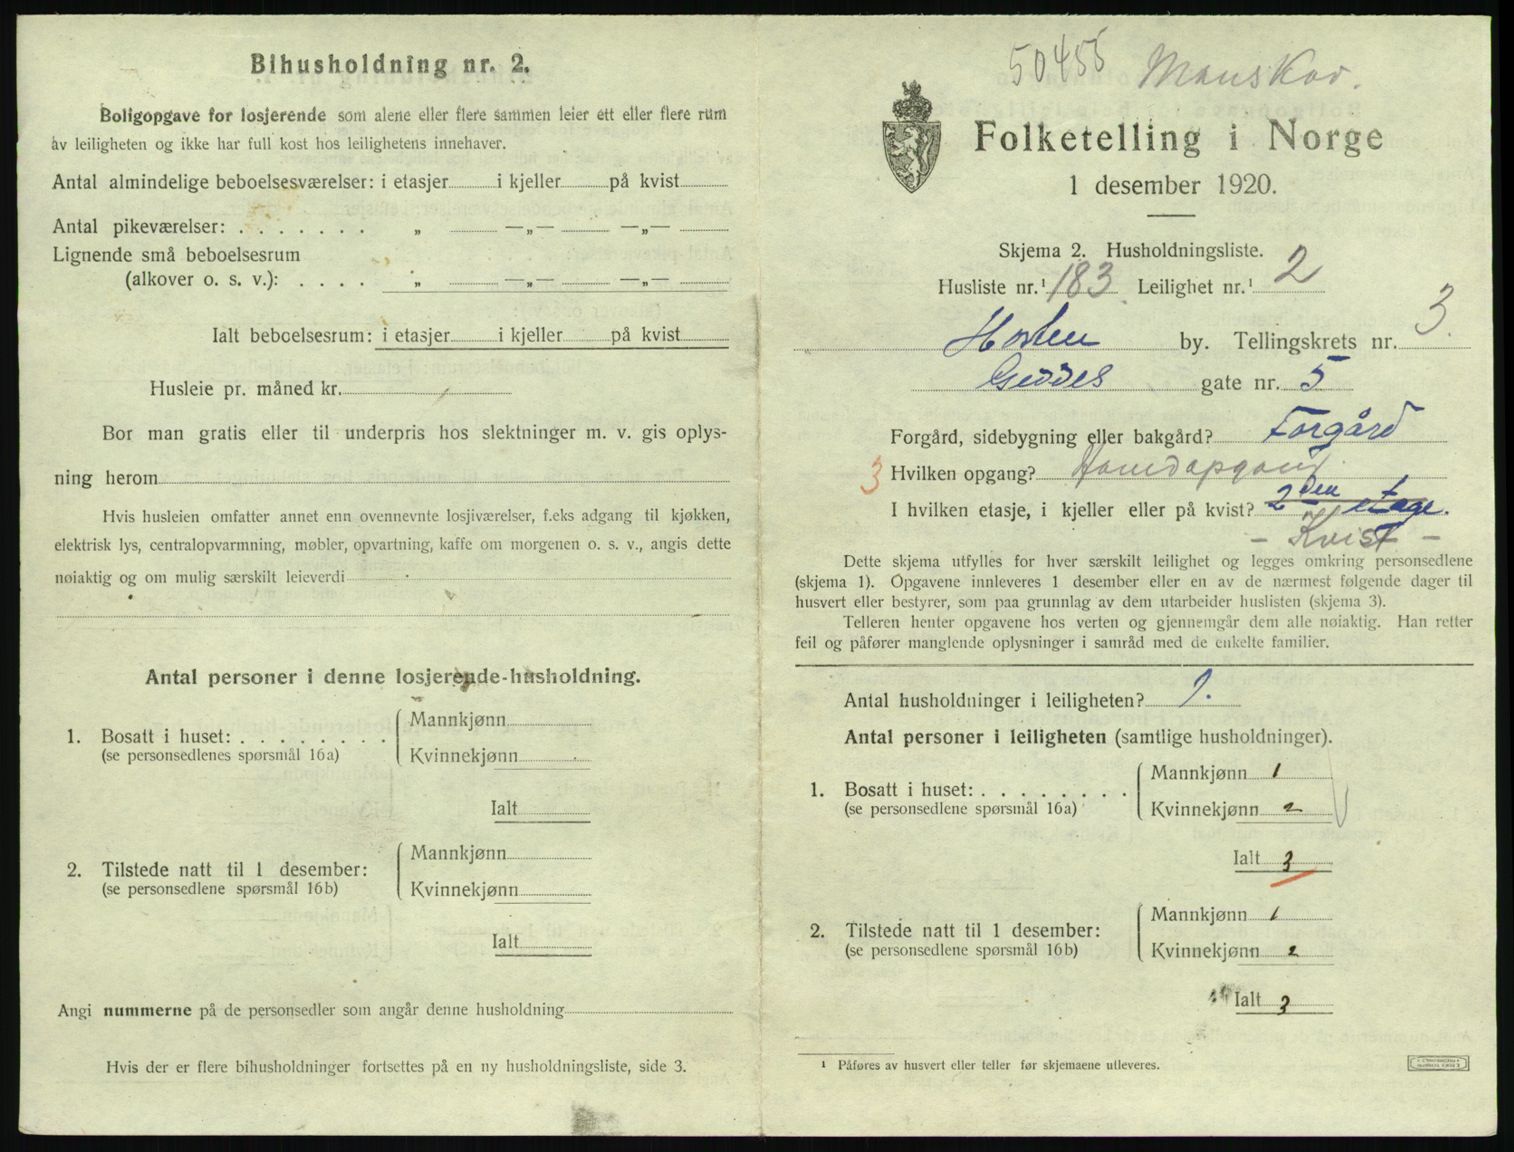 Bihusholdning nr. 2.
Boligopgave for losjerende som alene eller flere sammen leier ett eller flere rum
av leiligheten og ikke har full kost hos leilighetens innehaver.
Antal almindelige beboelsesværelser: i etasjer i kjeller på kvist
Antal pikeværelser: . . . . . . . „ —„— —„—
Lignende små beboelsesrum
(alkover o. s. v.): . . . . „ —„— —„—
Ialt beboelsesrum: i etasjer i kjeller på kvist
Husleie pr. måned kr.
Bor man gratis eller til underpris hos slektninger m. v. gis oplys-
ning herom
Hvis husleien omfatter annet enn ovennevnte losjiværelser, f.eks adgang til kjøkken,
elektrisk lys, centralopvarmning, møbler, opvartning, kaffe om morgenen o. s. v., angis dette
nøiaktig og om mulig særskilt leieverdi
Antal personer i denne losjerende-husholdning.
1. Bosatt i huset: . . . . . . . .
(se personsedlenes spørsmål 16a)
Mannkjønn
Kvinnekjønn
Ialt
2. Tilstede natt til 1 desember:
(se personsedlene spørsmål 16b)
Mannkjønn
Kvinnekjønn
Ialt
Angi nummerne på de personsedler som angår denne husholdning
Hvis der er flere bihusholdninger fortsettes på en ny husholdningsliste, side 3.
50455 Manskor.
Folketelling i Norge
1 desember 1920.
Skjema 2. Husholdningsliste.
Husliste nr.¹ 183 Leilighet nr.¹ 2
Horten by. Tellingskrets nr. 3.
Geddes gate nr. 5
Forgård, sidebygning eller bakgård? Forgård
3 Hvilken opgang? Hovedopgang
I hvilken etasje, i kjeller eller på kvist? 2den etage.
- Kvist -
Dette skjema utfylles for hver særskilt leilighet og legges omkring personsedlene
(skjema 1). Opgavene innleveres 1 desember eller en av de nærmest følgende dager til
husvert eller bestyrer, som paa grunnlag av dem utarbeider huslisten (skjema 3).
Telleren henter opgavene hos verten og gjennemgår dem alle nøiaktig. Han retter
feil og påfører manglende oplysninger i samråd med de enkelte familier.
Antal husholdninger i leiligheten? 1.
Antal personer i leiligheten (samtlige husholdninger).
1. Bosatt i huset: . . . . . . . .
(se personsedlene spørsmål 16a)
Mannkjønn 1
Kvinnekjønn 2
Ialt 3
2. Tilstede natt til 1 desember:
(se personsedlene spørsmål 16b)
Mannkjønn 1
Kvinnekjønn 2
Ialt 3
¹ Påføres av husvert eller teller før skjemaene utleveres.